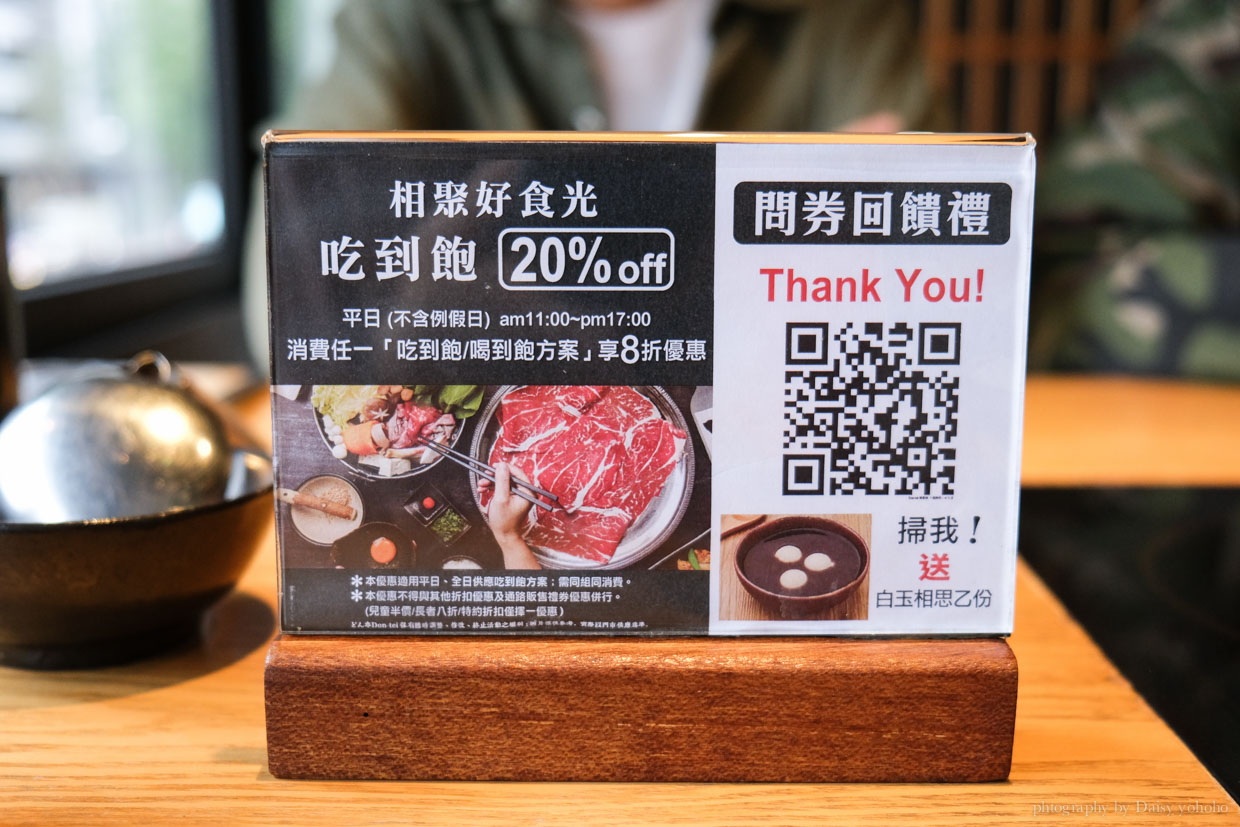 相聚好食光
吃到飽 20% off
平日 (不含例假日) am11:00~pm17:00
消費任一「吃到飽/喝到飽方案」享8折優惠
＊本優惠適用平日、全日供應吃到飽方案；需同組同消費。
＊本優惠不得與其他折扣優惠及通路販售禮券優惠併行。
(兒童半價/長者八折/特約折扣僅擇一優惠)
問券回饋禮
Thank You!
掃我！
送
白玉相思乙份
phtography by Daisy yohoho